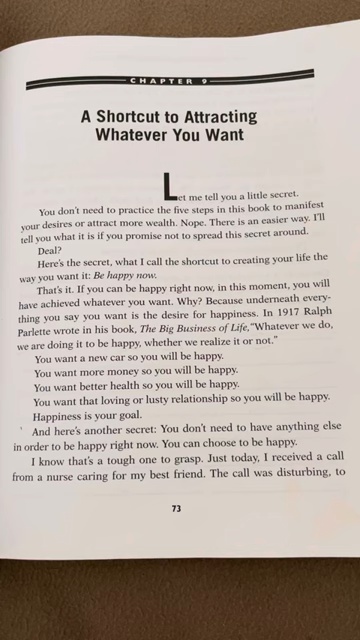 CHAPTER 9
A Shortcut to Attracting
Whatever You Want
Let me tell you a little secret.
You don't need to practice the five steps in this book to manifest
your desires or attract more wealth. Nope. There is an easier way. I'll
tell you what it is if you promise not to spread this secret around.
Deal?
Here's the secret, what I call the shortcut to creating your life the
way you want it: Be happy now.
That's it. If you can be happy right now, in this moment, you will
have achieved whatever you want. Why? Because underneath every-
thing you say you want is the desire for happiness. In 1917 Ralph
Parlette wrote in his book, The Big Business of Life, "Whatever we do,
we are doing it to be happy, whether we realize it or not."
You want a new car so you will be happy.
You want more money so you will be happy.
You want better health so you will be happy.
You want that loving or lusty relationship so you will be happy.
Happiness is your goal.
And here's another secret: You don't need to have anything else
in order to be happy right now. You can choose to be happy.
I know that's a tough one to grasp. Just today, I received a call
from a nurse caring for my best friend. The call was disturbing, to
73